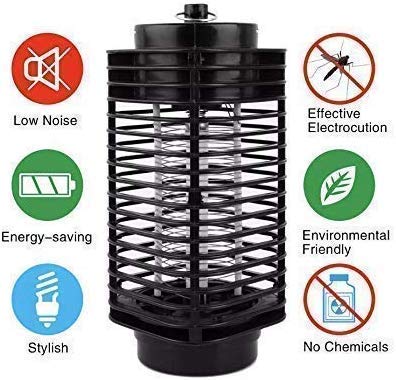 Low Noise
Energy-saving
Stylish
Effective
Electrocution
Environmental
Friendly
No Chemicals